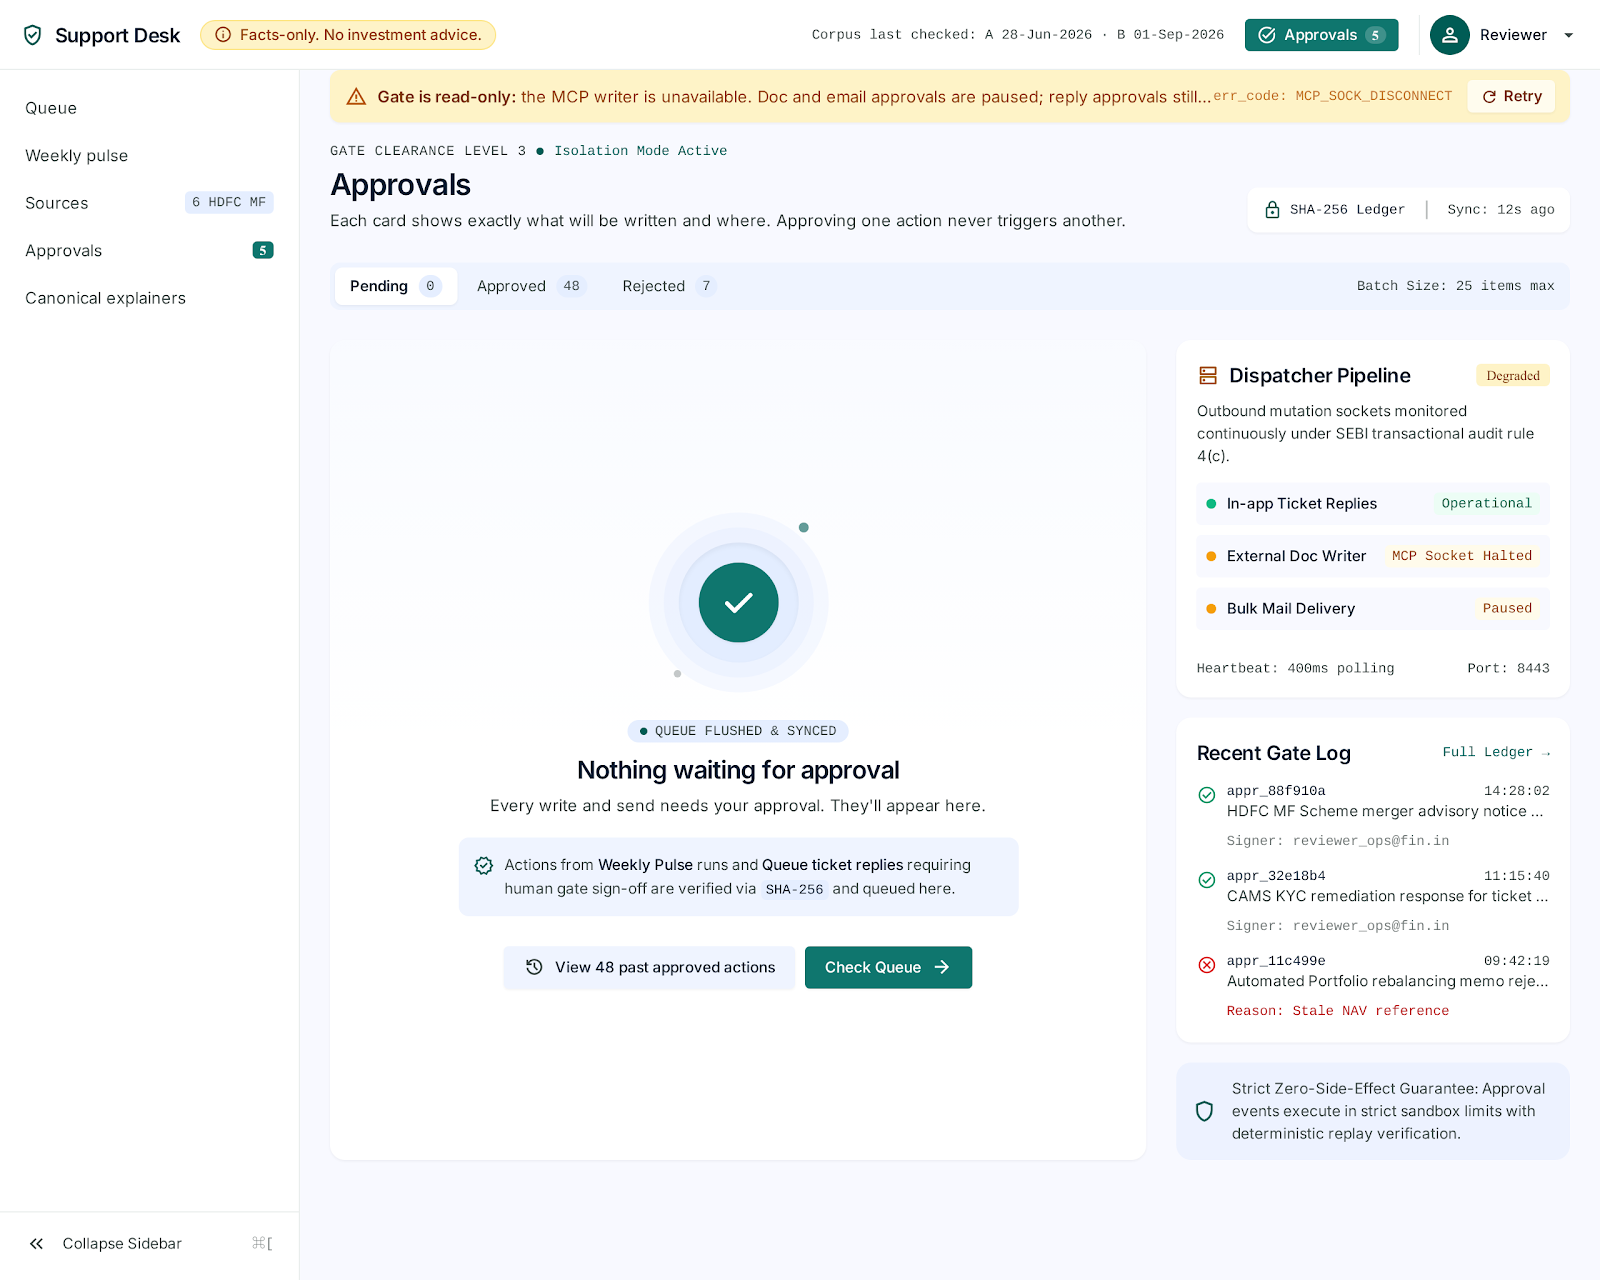 Support Desk
Facts-only. No investment advice.
Corpus last checked: A 28-Jun-2026 · B 01-Sep-2026
Approvals 5
Reviewer
Queue
Weekly pulse
Sources 6 HDFC MF
Approvals 5
Canonical explainers
Collapse Sidebar ⌘[
Gate is read-only: the MCP writer is unavailable. Doc and email approvals are paused; reply approvals still... err_code: MCP_SOCK_DISCONNECT Retry
GATE CLEARANCE LEVEL 3 ● Isolation Mode Active
Approvals
Each card shows exactly what will be written and where. Approving one action never triggers another.
SHA-256 Ledger | Sync: 12s ago
Pending 0 Approved 48 Rejected 7 Batch Size: 25 items max
QUEUE FLUSHED & SYNCED
Nothing waiting for approval
Every write and send needs your approval. They'll appear here.
Actions from Weekly Pulse runs and Queue ticket replies requiring
human gate sign-off are verified via SHA-256 and queued here.
View 48 past approved actions
Check Queue →
Dispatcher Pipeline Degraded
Outbound mutation sockets monitored
continuously under SEBI transactional audit rule
4(c).
In-app Ticket Replies Operational
External Doc Writer MCP Socket Halted
Bulk Mail Delivery Paused
Heartbeat: 400ms polling Port: 8443
Recent Gate Log Full Ledger →
appr_88f910a 14:28:02
HDFC MF Scheme merger advisory notice ...
Signer: reviewer_ops@fin.in
appr_32e18b4 11:15:40
CAMS KYC remediation response for ticket ...
Signer: reviewer_ops@fin.in
appr_11c499e 09:42:19
Automated Portfolio rebalancing memo reje...
Reason: Stale NAV reference
Strict Zero-Side-Effect Guarantee: Approval
events execute in strict sandbox limits with
deterministic replay verification.